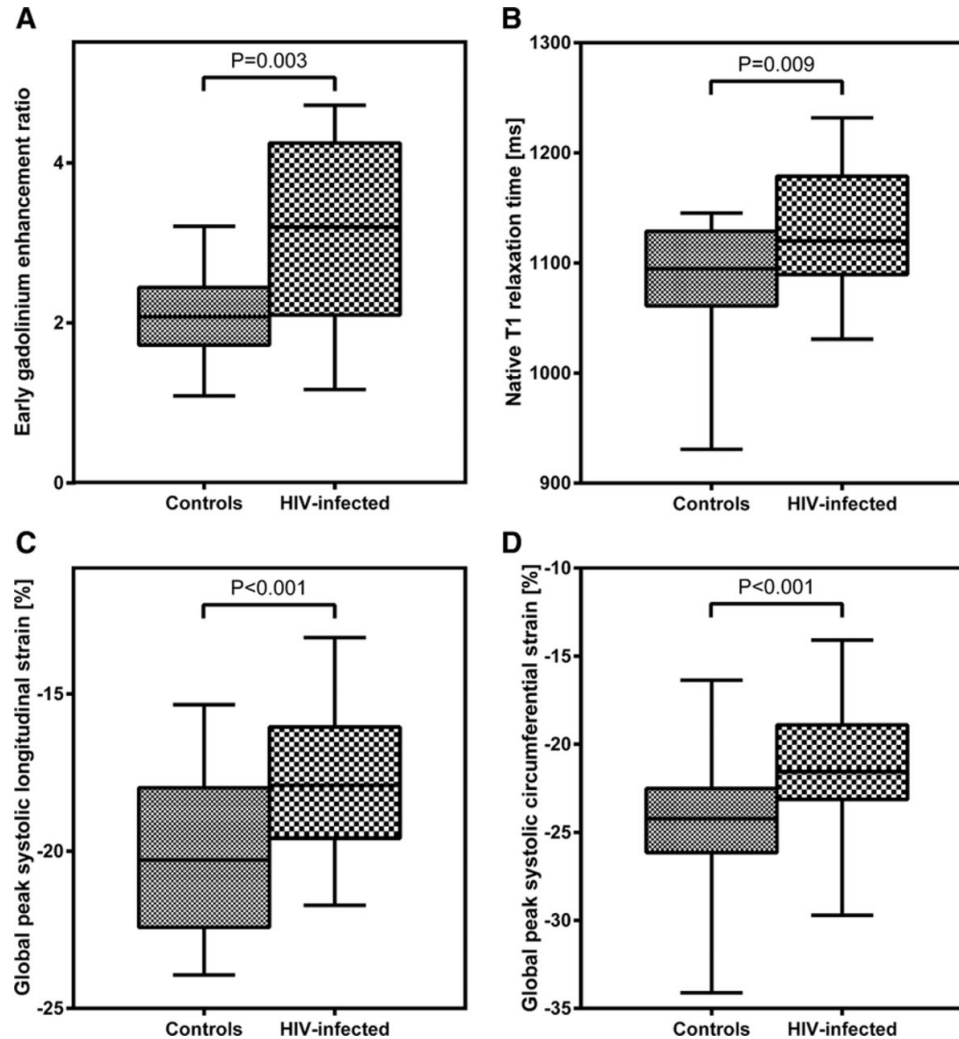 A
P=0.003
Early gadolinium enhancement ratio
4
2
0
Controls
HIV-infected
B
P=0.009
Native T1 relaxation time [ms]
1300
1200
1100
1000
900
Controls
HIV-infected
C
P<0.001
Global peak systolic longitudinal strain [%]
-15
-20
-25
Controls
HIV-infected
D
P<0.001
Global peak systolic circumferential strain [%]
-10
-15
-20
-25
-30
-35
Controls
HIV-infected